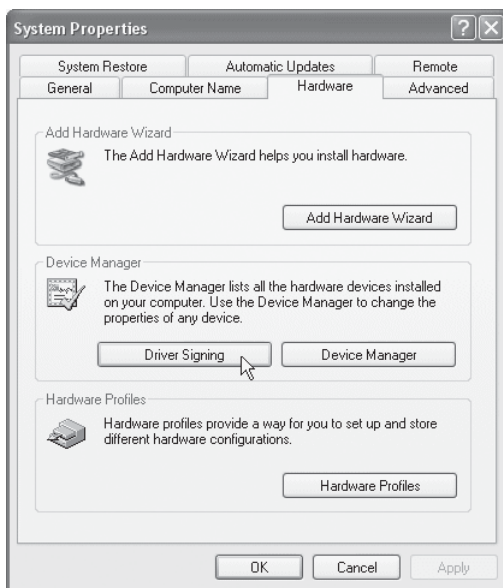 System Properties
System Restore
Automatic Updates
Remote
General
Computer Name
Hardware
Advanced
Add Hardware Wizard
The Add Hardware Wizard helps you install hardware.
Add Hardware Wizard
Device Manager
The Device Manager lists all the hardware devices installed
on your computer. Use the Device Manager to change the
properties of any device.
Driver Signing
Device Manager
Hardware Profiles
Hardware profiles provide a way for you to set up and store
different hardware configurations.
Hardware Profiles
OK
Cancel
Apply